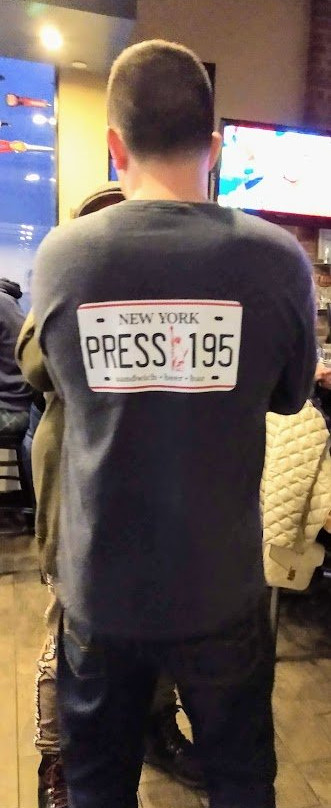 NEW YORK
PRESS 195
sandwich • beer • bar